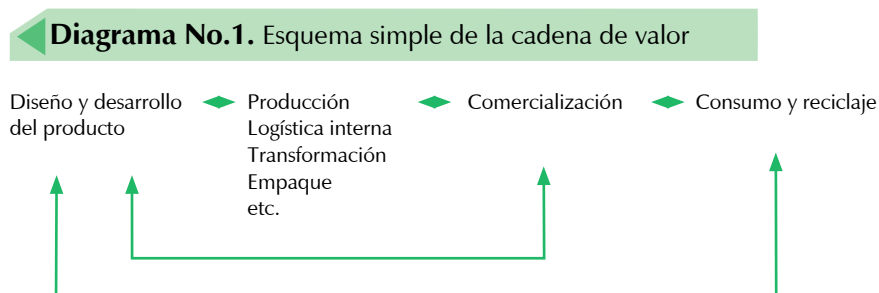 Diagrama No.1. Esquema simple de la cadena de valor
Diseño y desarrollo
del producto
Producción
Logística interna
Transformación
Empaque
etc.
Comercialización
Consumo y reciclaje